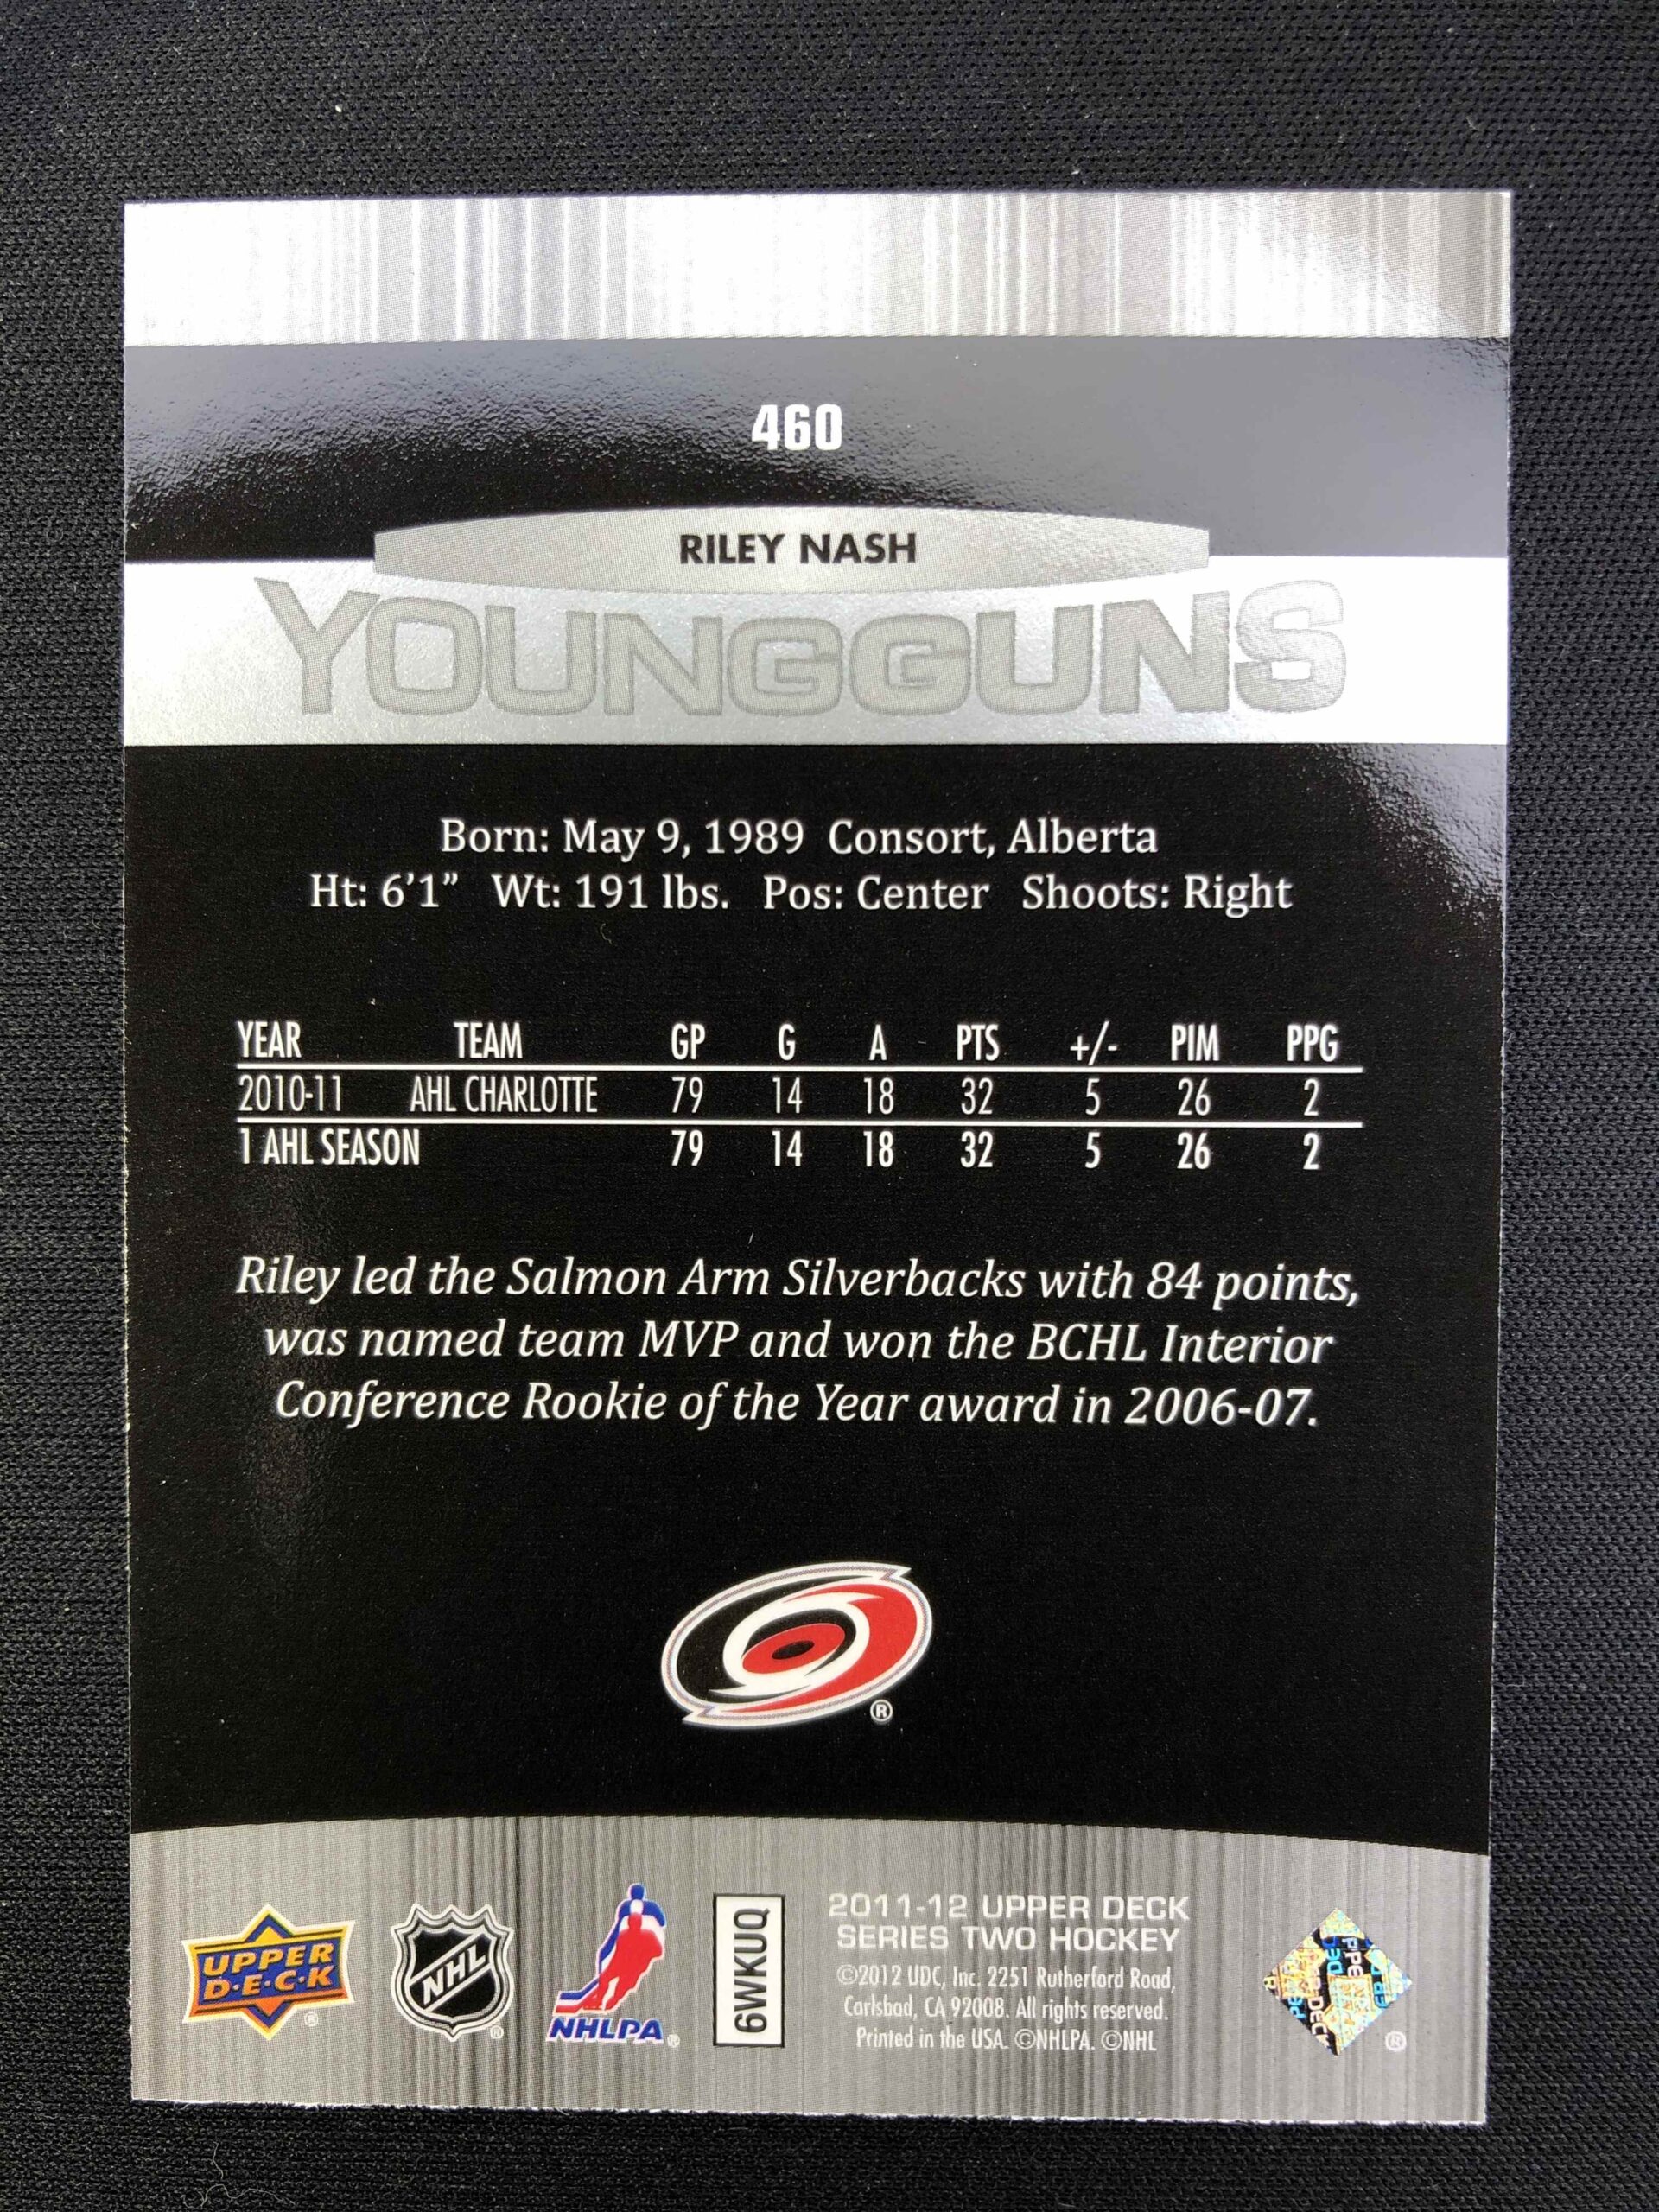 460
RILEY NASH
YOUNGGUNS
Born: May 9, 1989 Consort, Alberta
Ht: 6'1" Wt: 191 lbs. Pos: Center Shoots: Right
YEAR TEAM GP G A PTS +/- PIM PPG
2010-11 AHL CHARLOTTE 79 14 18 32 5 26 2
1 AHL SEASON 79 14 18 32 5 26 2
Riley led the Salmon Arm Silverbacks with 84 points,
was named team MVP and won the BCHL Interior
Conference Rookie of the Year award in 2006-07.
®
UPPER
D•E•C•K
®
NHL
®
NHLPA
®
6WKUQ
2011-12 UPPER DECK
SERIES TWO HOCKEY
©2012 UDC, Inc. 2251 Rutherford Road,
Carlsbad, CA 92008. All rights reserved.
Printed in the USA. ©NHLPA. ©NHL
®